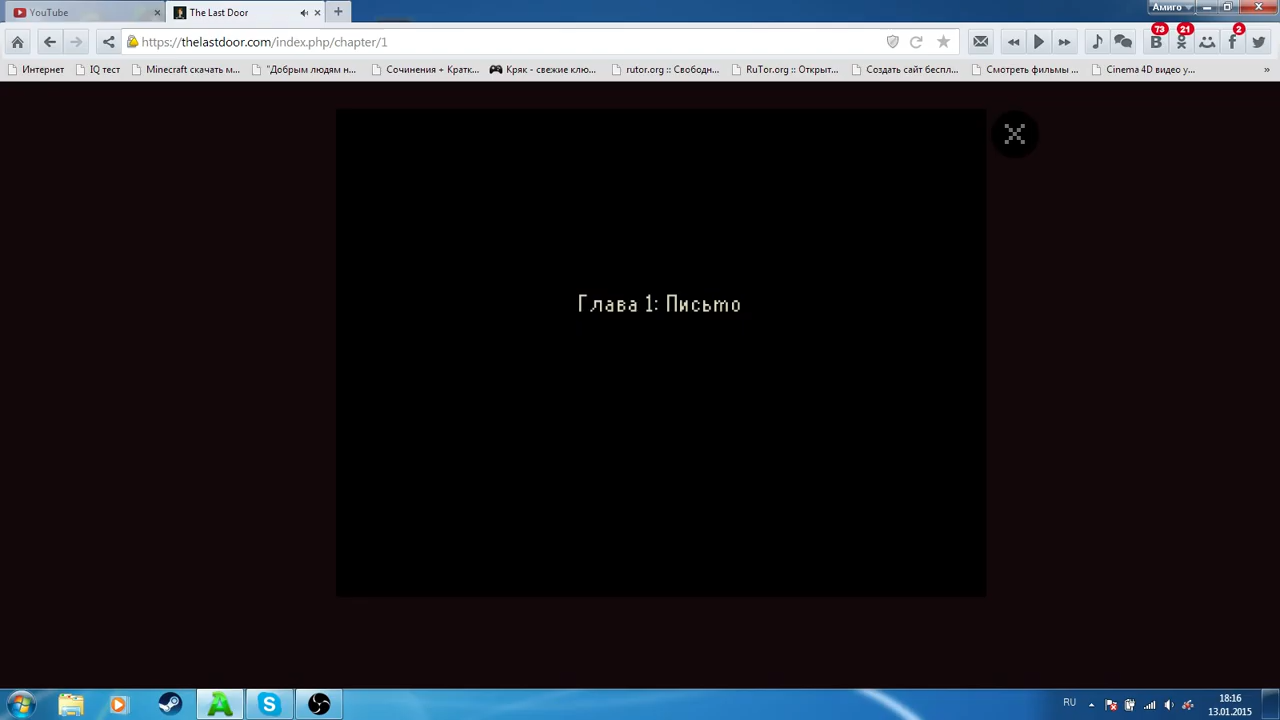 YouTube
The Last Door
Амиго
https://thelastdoor.com/index.php/chapter/1
73
21
2
Интернет
IQ тест
Minecraft скачать м...
"Добрым людям н...
Сочинения + Кратк...
Кряк - свежие клю...
rutor.org :: Свободн...
RuTor.org :: Открыт...
Создать сайт беспл...
Смотреть фильмы ...
Cinema 4D видео у...
»
Глава 1: Письмо
RU
18:16
13.01.2015